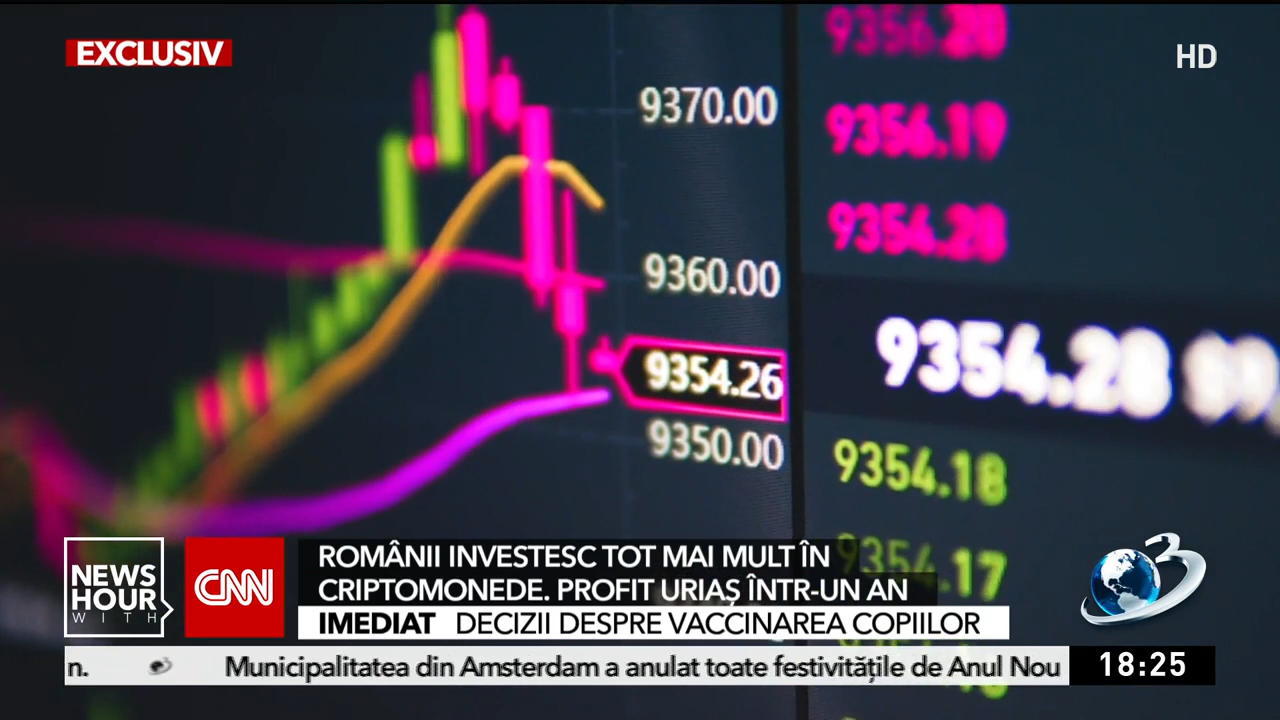 EXCLUSIV
HD
9356.20
9370.00
9356.19
9354.28
9360.00
9354.28
9354.26
9350.00
9354.18
9354.17
NEWS
HOUR
WITH
CNN
ROMÂNII INVESTESC TOT MAI MULT ÎN
CRIPTOMONEDE. PROFIT URIAȘ ÎNTR-UN AN
IMEDIAT DECIZII DESPRE VACCINAREA COPIILOR
3
n. Municipalitatea din Amsterdam a anulat toate festivitățile de Anul Nou
18:25